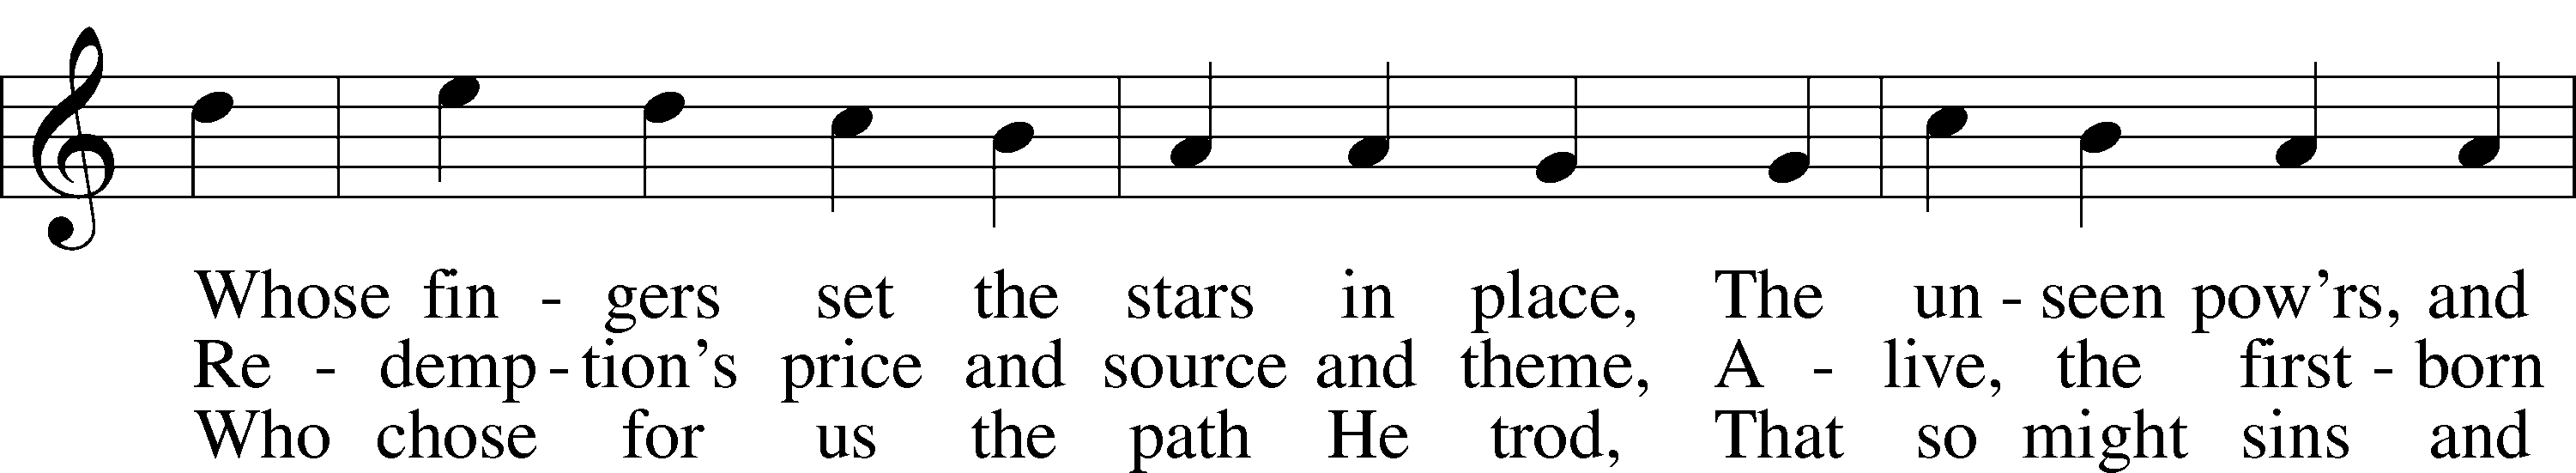 Whose fin - gers set the stars in place, The un - seen pow'rs, and
Re - demp - tion's price and source and theme, A - live, the first - born
Who chose for us the path He trod, That so might sins and